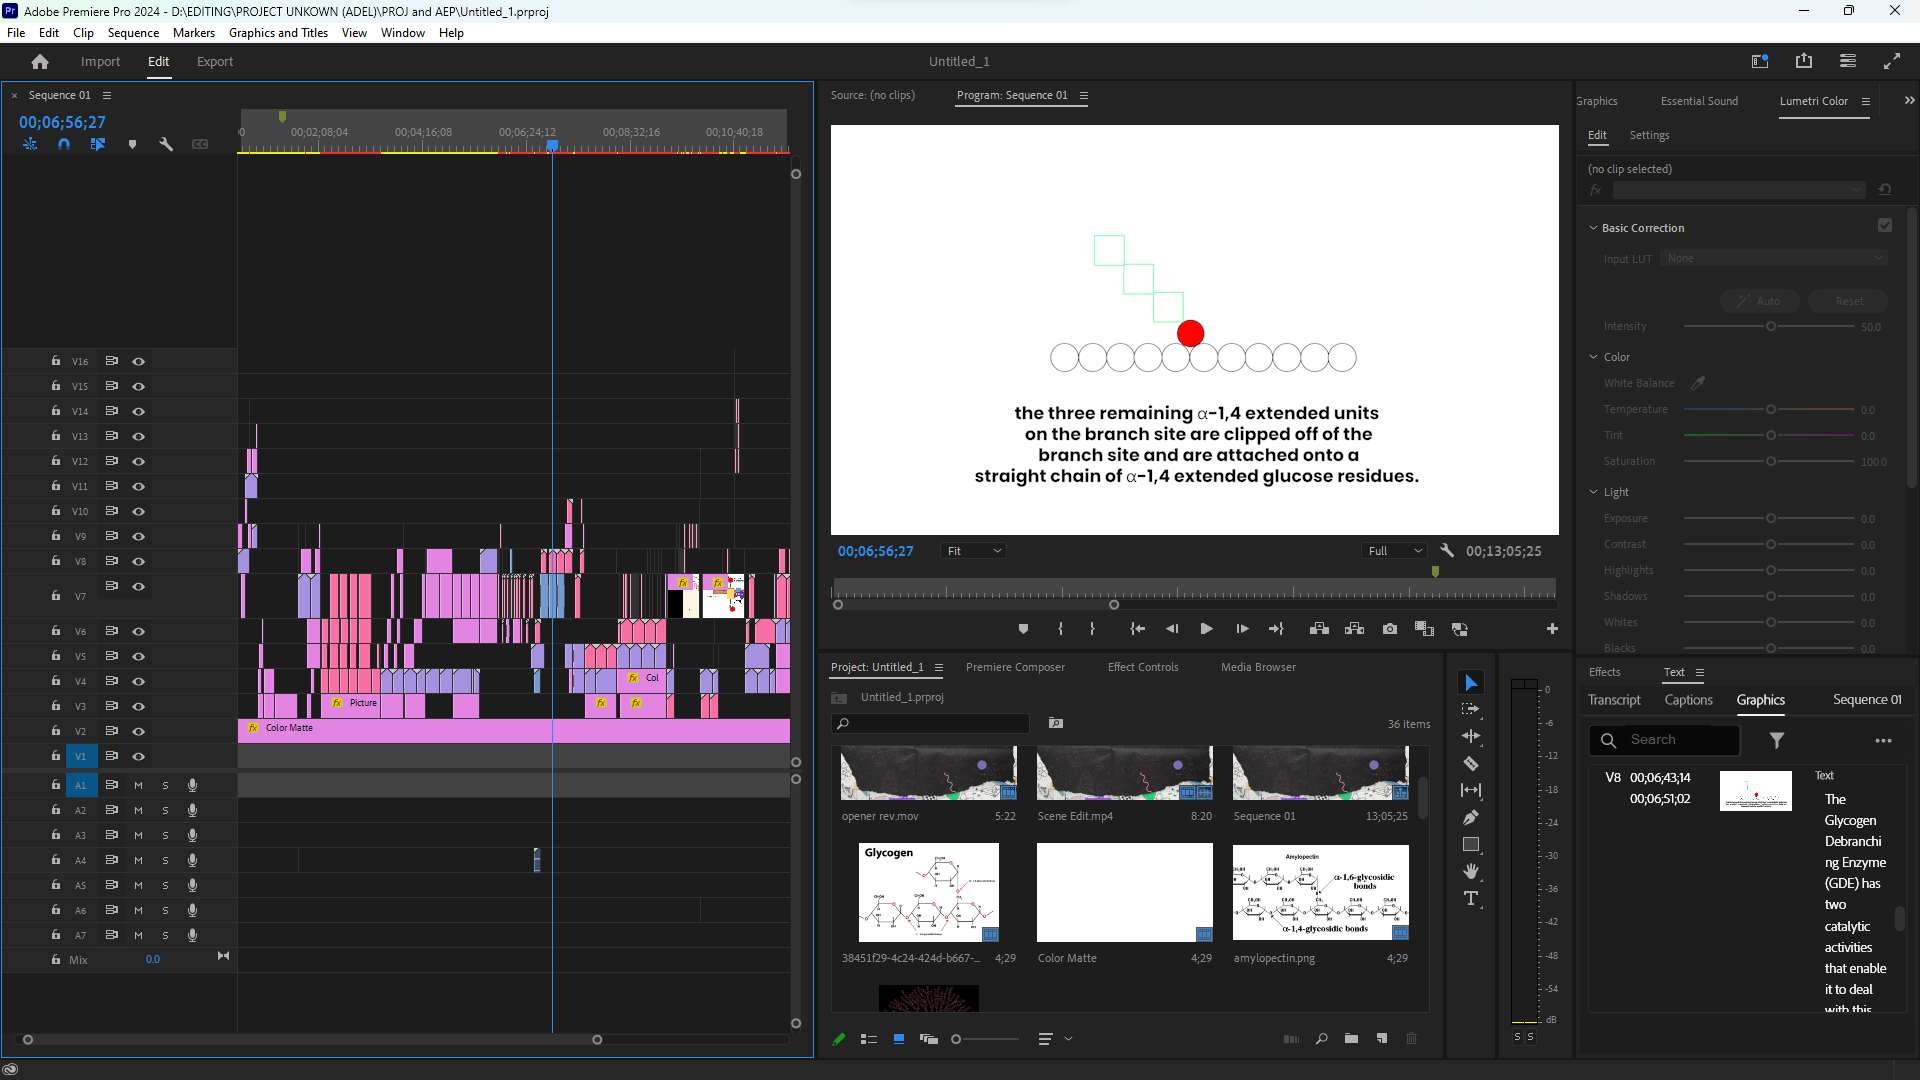 Adobe Premiere Pro 2024 - D:\EDITING\PROJECT UNKOWN (ADEL)\PROJ and AEP\Untitled_1.prproj
File Edit Clip Sequence Markers Graphics and Titles View Window Help
Import Edit Export
Untitled_1
Sequence 01
00;06;56;27
0 00;02;08;04 00;04;16;08 00;06;24;12 00;08;32;16 00;10;40;18
V16
V15
V14
V13
V12
V11
V10
V9
V8
V7
V6
V5
V4
fx Col
V3
fx Picture
fx
fx
V2
fx Color Matte
V1
A1 M S
A2 M S
A3 M S
A4 M S
A5 M S
A6 M S
A7 M S
Mix 0.0
Source: (no clips)
Program: Sequence 01
the three remaining α-1,4 extended units
on the branch site are clipped off of the
branch site and are attached onto a
straight chain of α-1,4 extended glucose residues.
00;06;56;27 Fit Full 00;13;05;25
Project: Untitled_1 Premiere Composer Effect Controls Media Browser
Untitled_1.prproj
36 items
opener rev.mov 5:22
Scene Edit.mp4 8:20
Sequence 01 13;05;25
Glycogen
Amylopectin
α-1,6-glycosidic
bonds
α-1,4-glycosidic bonds
38451f29-4c24-424d-b667-... 4;29
Color Matte 4;29
amylopectin.png 4;29
0
-6
-12
-18
-24
-30
-36
-42
-48
-54
dB
S S
Graphics Essential Sound Lumetri Color
Edit Settings
(no clip selected)
fx
Basic Correction
Input LUT None
Auto Reset
Intensity 50.0
Color
White Balance
Temperature 0.0
Tint 0.0
Saturation 100.0
Light
Exposure 0.0
Contrast 0.0
Highlights 0.0
Shadows 0.0
Whites 0.0
Blacks 0.0
Effects Text
Transcript Captions Graphics Sequence 01
Search
V8 00;06;43;14
00;06;51;02
Text
The
Glycogen
Debranchi
ng Enzyme
(GDE) has
two
catalytic
activities
that enable
it to deal
with this